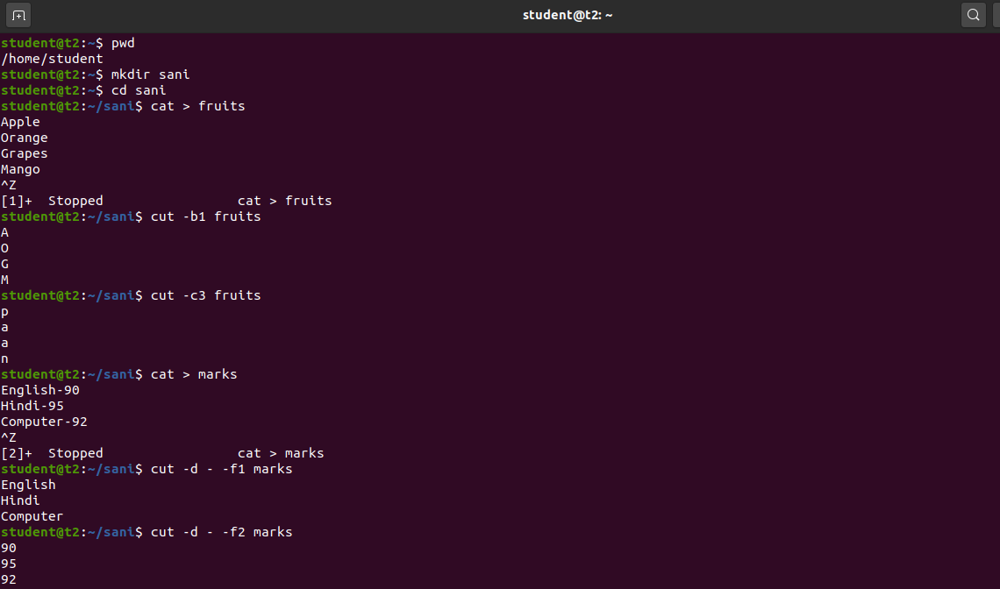 student@t2: ~
student@t2:~$ pwd
/home/student
student@t2:~$ mkdir sani
student@t2:~$ cd sani
student@t2:~/sani$ cat > fruits
Apple
Orange
Grapes
Mango
^Z
[1]+  Stopped                 cat > fruits
student@t2:~/sani$ cut -b1 fruits
A
O
G
M
student@t2:~/sani$ cut -c3 fruits
p
a
a
n
student@t2:~/sani$ cat > marks
English-90
Hindi-95
Computer-92
^Z
[2]+  Stopped                 cat > marks
student@t2:~/sani$ cut -d - -f1 marks
English
Hindi
Computer
student@t2:~/sani$ cut -d - -f2 marks
90
95
92